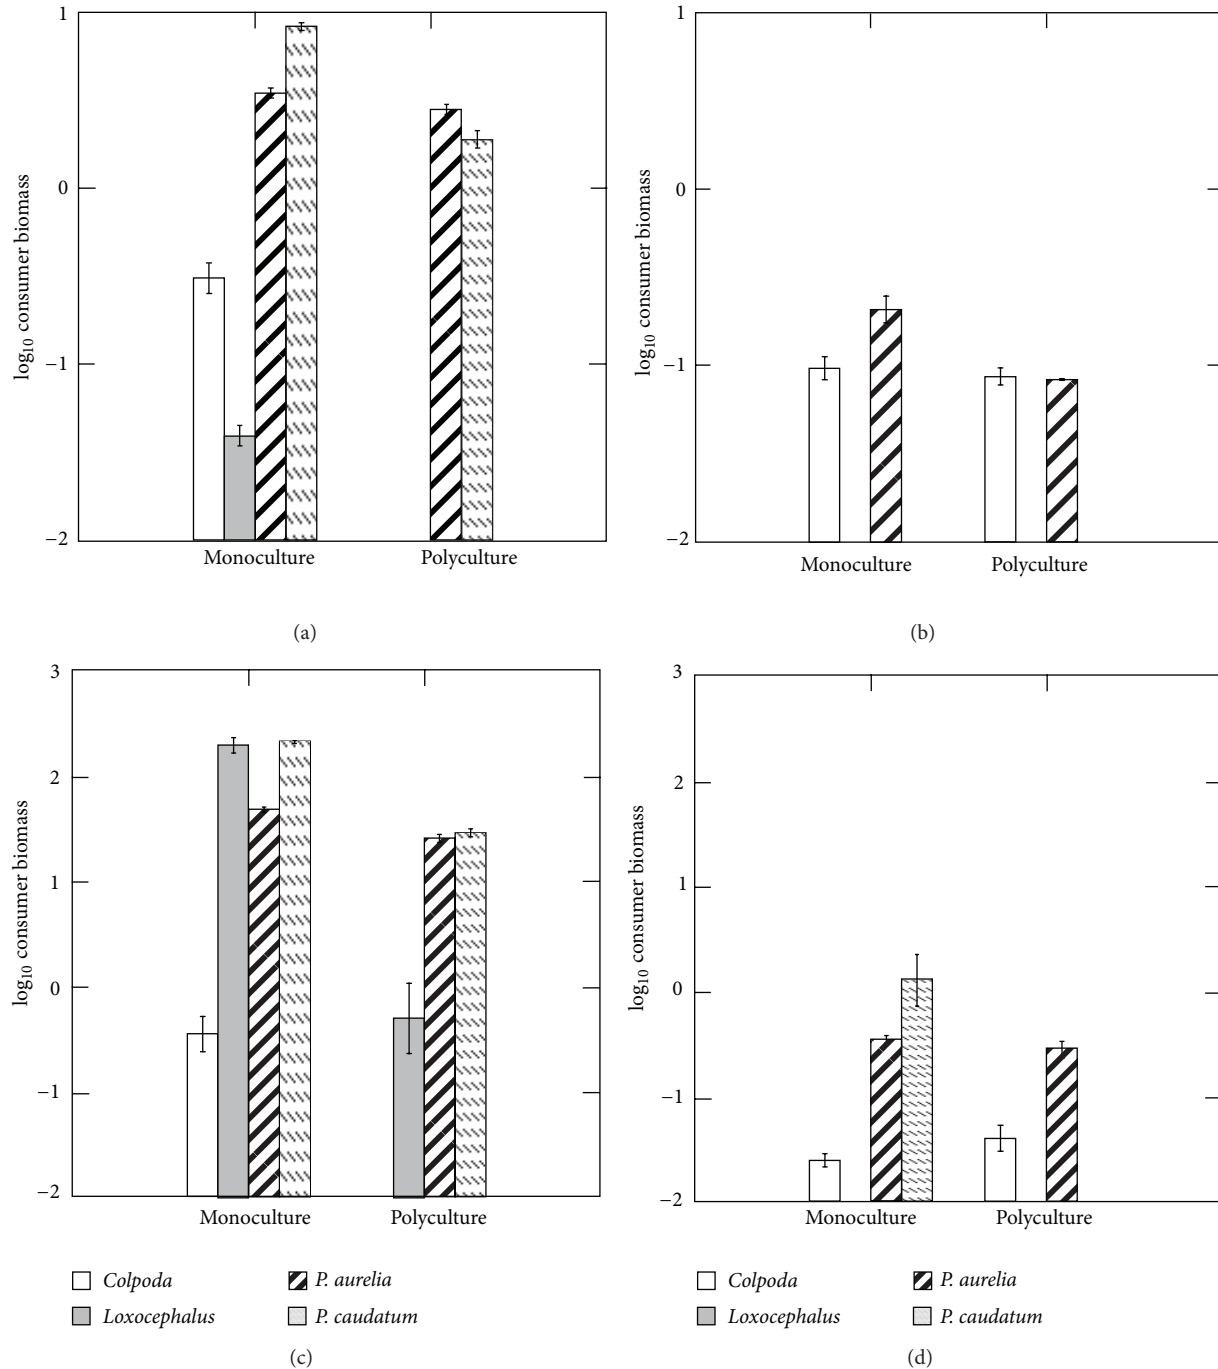 1
0
−1
−2
log10 consumer biomass
Monoculture
Polyculture
(a)
1
0
−1
−2
log10 consumer biomass
Monoculture
Polyculture
(b)
3
2
1
0
−1
−2
log10 consumer biomass
Monoculture
Polyculture
Colpoda
Loxocephalus
P. aurelia
P. caudatum
(c)
3
2
1
0
−1
−2
log10 consumer biomass
Monoculture
Polyculture
Colpoda
Loxocephalus
P. aurelia
P. caudatum
(d)